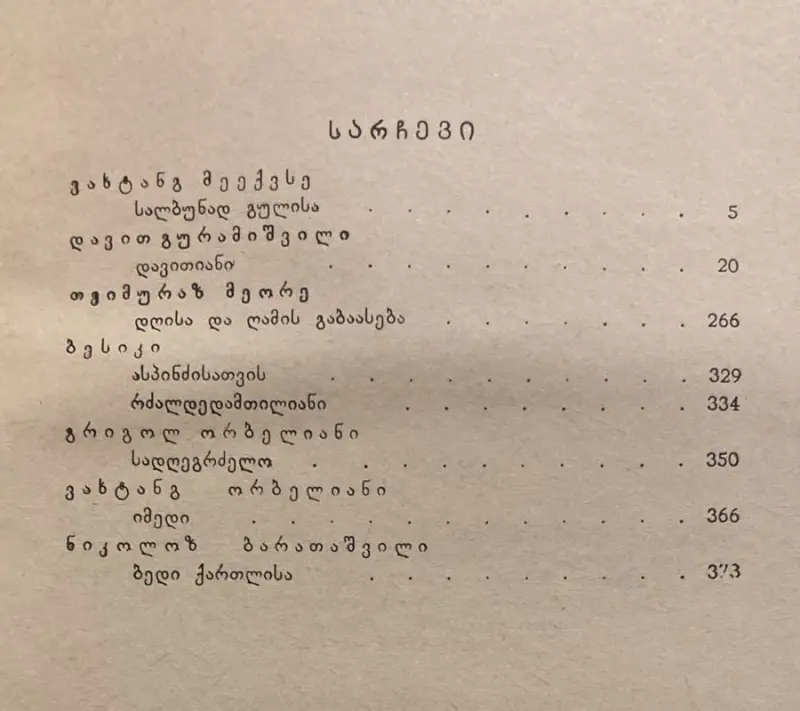 სარჩევი
ვახტანგ მეექვსე
სალბუნად გულისა . . . . . . . . . 5
დავით გურამიშვილი
დავითიანი . . . . . . . . . . 20
თეიმურაზ მეორე
დღისა და ღამის გაბაასება . . . . . . . 266
ბესიკი
ასპინძისათვის . . . . . . . . . . 329
რძალდედამთილიანი . . . . . . . . 334
გრიგოლ ორბელიანი
სადღეგრძელო . . . . . . . . . . 350
ვახტანგ ორბელიანი
იმედი . . . . . . . . . . . . 366
ნიკოლოზ ბარათაშვილი
ბედი ქართლისა . . . . . . . . .